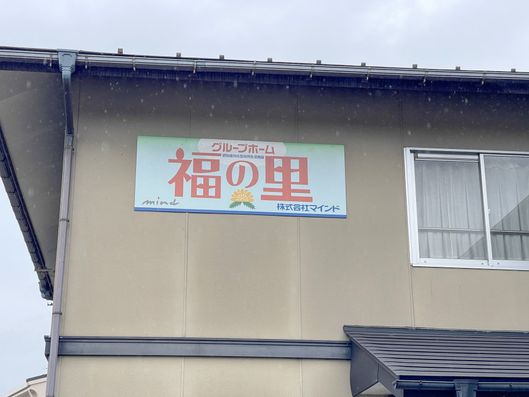 グループホーム
福の里
mind
株式会社マインド